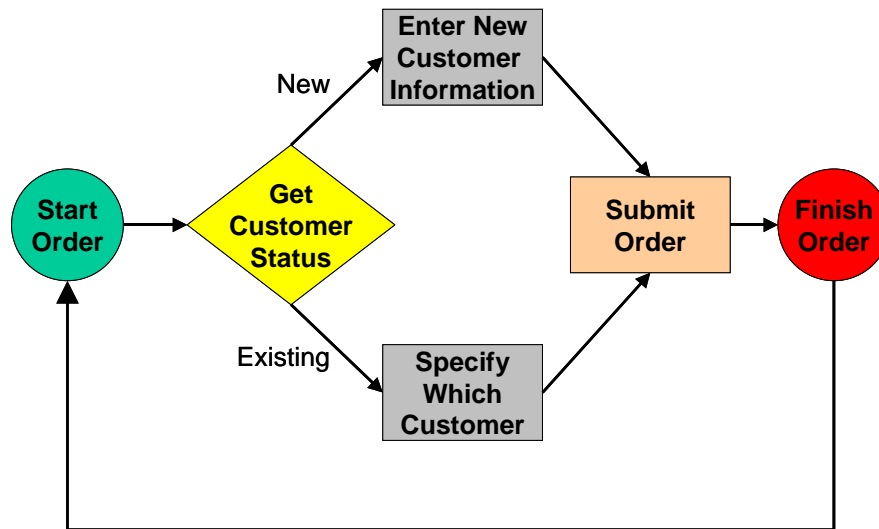 Start
Order
Get
Customer
Status
New
Enter New
Customer
Information
Existing
Specify
Which
Customer
Submit
Order
Finish
Order